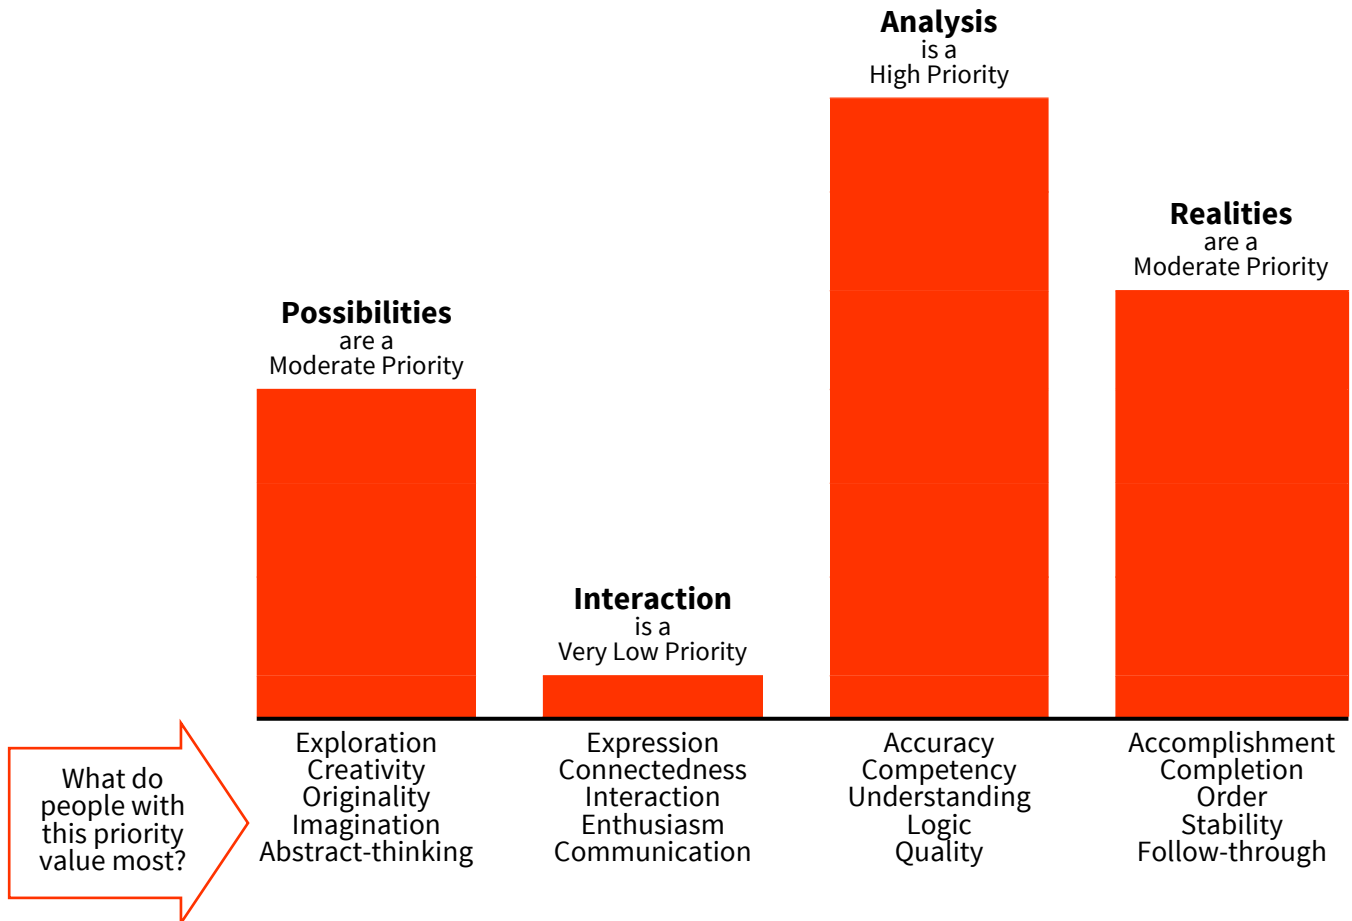 Analysis
is a
High Priority
Realities
are a
Moderate Priority
Possibilities
are a
Moderate Priority
Interaction
is a
Very Low Priority
What do
people with
this priority
value most?
Exploration
Creativity
Originality
Imagination
Abstract-thinking
Expression
Connectedness
Interaction
Enthusiasm
Communication
Accuracy
Competency
Understanding
Logic
Quality
Accomplishment
Completion
Order
Stability
Follow-through